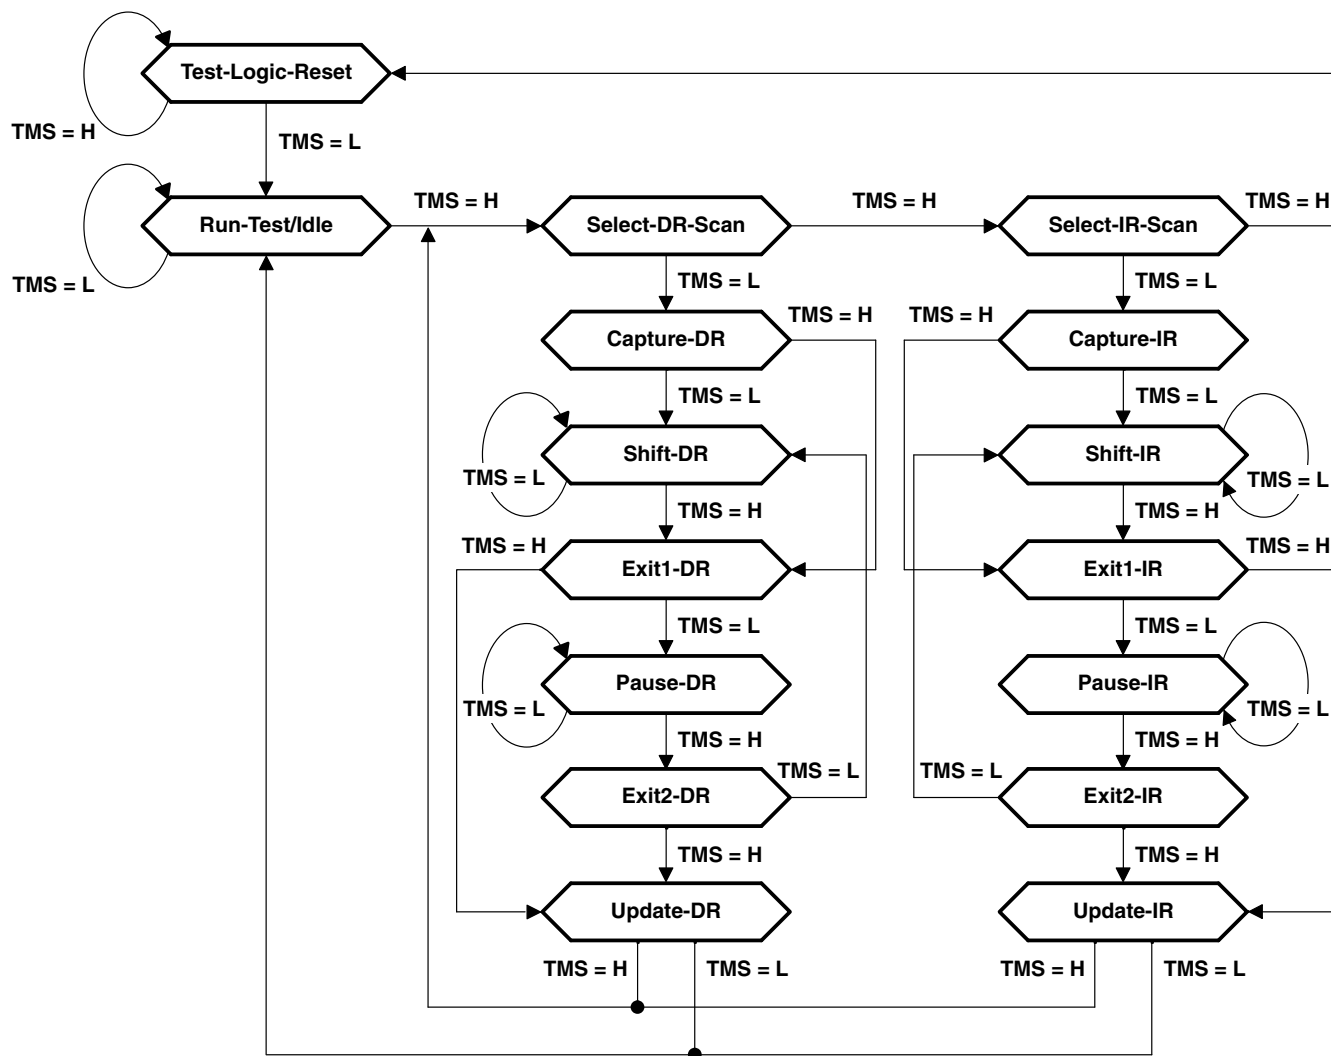 Test-Logic-Reset
TMS = H
TMS = L
TMS = H
TMS = H
TMS = H
Run-Test/Idle
Select-DR-Scan
Select-IR-Scan
TMS = L
TMS = L
TMS = L
TMS = H
TMS = H
Capture-DR
Capture-IR
TMS = L
TMS = L
Shift-DR
Shift-IR
TMS = L
TMS = L
TMS = H
TMS = H
TMS = H
TMS = H
Exit1-DR
Exit1-IR
TMS = L
TMS = L
Pause-DR
Pause-IR
TMS = L
TMS = L
TMS = H
TMS = H
TMS = L
TMS = L
Exit2-DR
Exit2-IR
TMS = H
TMS = H
Update-DR
Update-IR
TMS = H
TMS = L
TMS = H
TMS = L